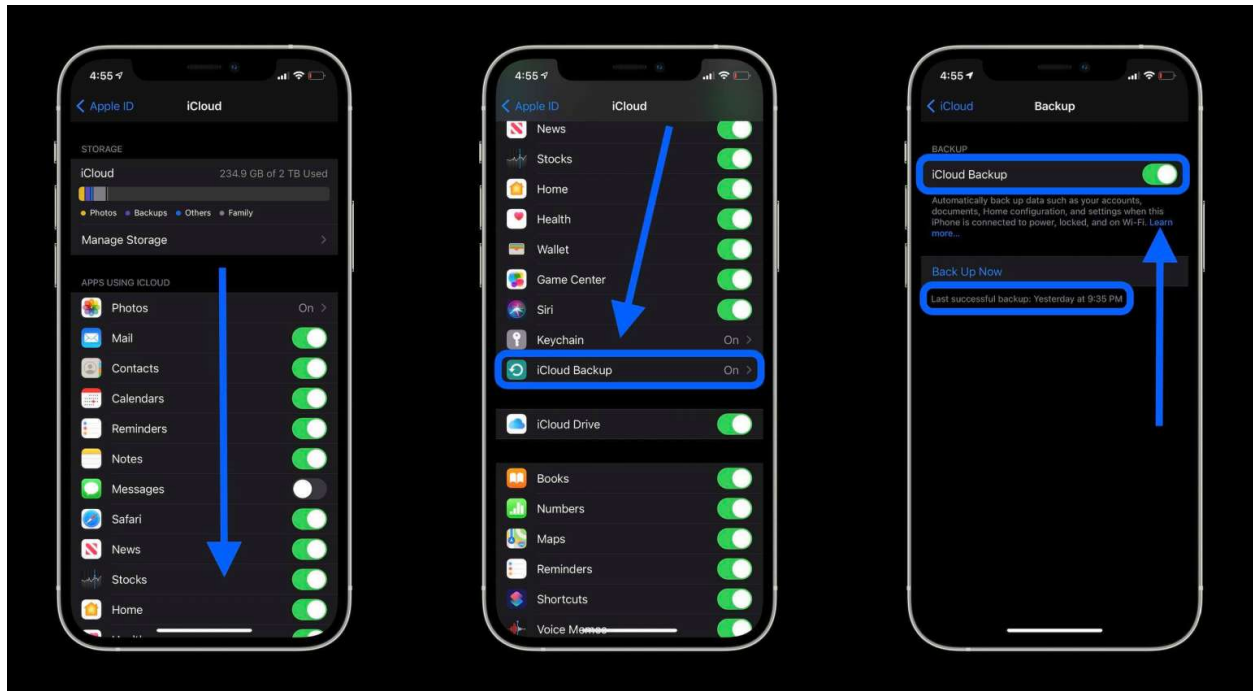 4:55
Apple ID
iCloud
STORAGE
iCloud
234.9 GB of 2 TB Used
Photos
Backups
Others
Family
Manage Storage
APPS USING ICLOUD
Photos
On
Mail
Contacts
Calendars
Reminders
Notes
Messages
Safari
News
Stocks
Home
4:55
Apple ID
iCloud
News
Stocks
Home
Health
Wallet
Game Center
Siri
Keychain
On
iCloud Backup
On
iCloud Drive
Books
Numbers
Maps
Reminders
Shortcuts
Voice Memos
4:55
iCloud
Backup
BACKUP
iCloud Backup
Automatically back up data such as your accounts,
documents, Home configuration, and settings when this
iPhone is connected to power, locked, and on Wi-Fi. Learn
more...
Back Up Now
Last successful backup: Yesterday at 9:35 PM